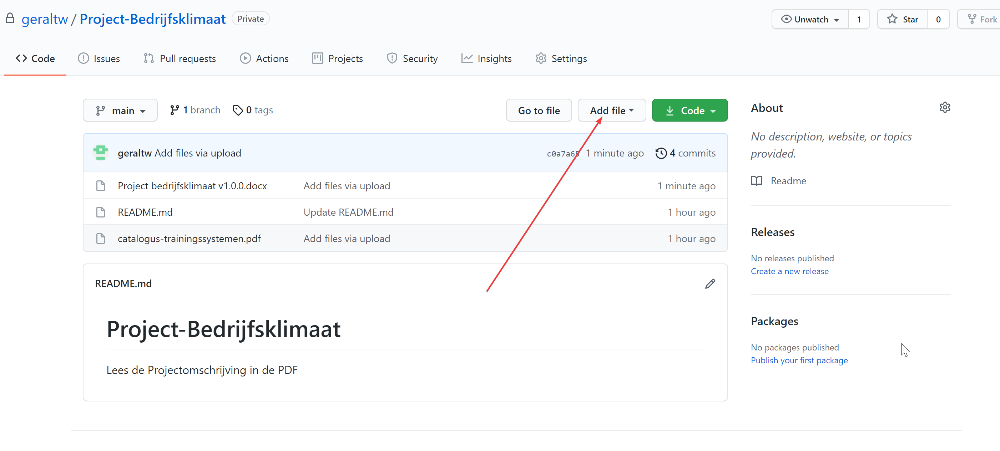 geraltw / Project-Bedrijfsklimaat Private Unwatch 1 Star 0 Fork
Code Issues Pull requests Actions Projects Security Insights Settings
main 1 branch 0 tags Go to file Add file Code
geraltw Add files via upload c0a7a65 1 minute ago 4 commits
Project bedrijfsklimaat v1.0.0.docx Add files via upload 1 minute ago
README.md Update README.md 1 hour ago
catalogus-trainingssystemen.pdf Add files via upload 1 hour ago
README.md
Project-Bedrijfsklimaat
Lees de Projectomschrijving in de PDF
About
No description, website, or topics
provided.
Readme
Releases
No releases published
Create a new release
Packages
No packages published
Publish your first package